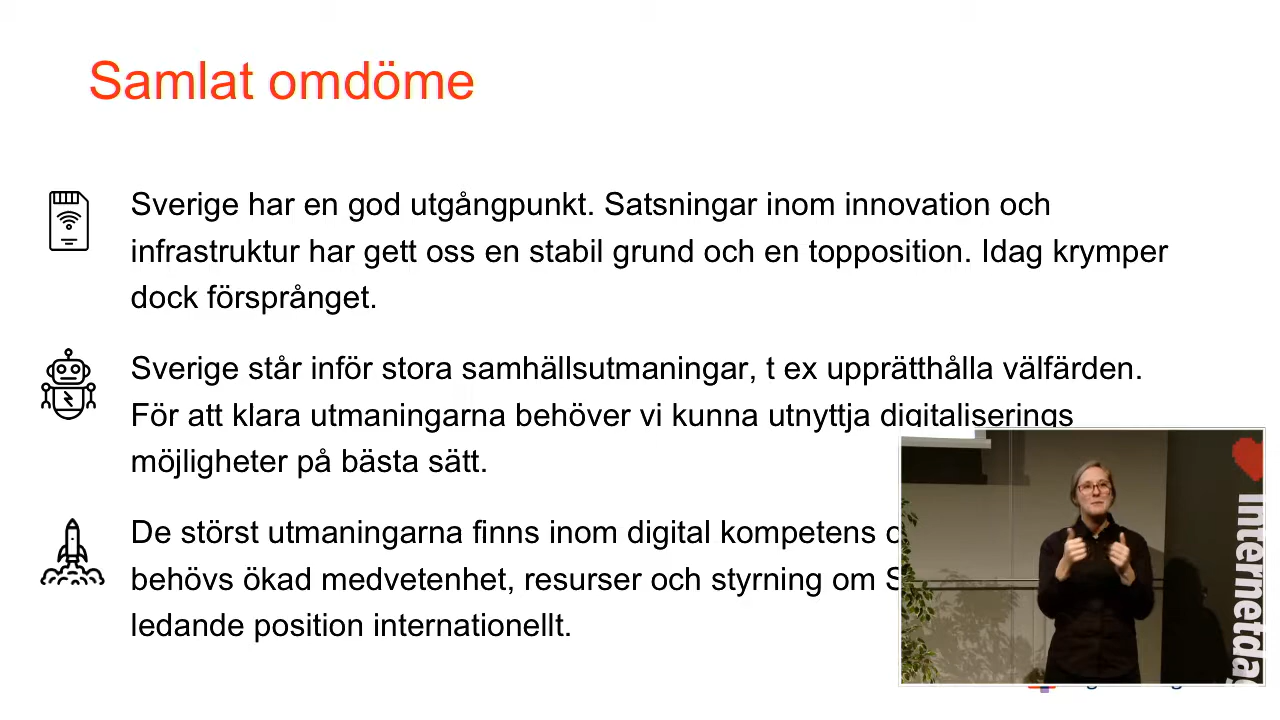 Samlat omdöme
Sverige har en god utgångpunkt. Satsningar inom innovation och
infrastruktur har gett oss en stabil grund och en topposition. Idag krymper
dock försprånget.
Sverige står inför stora samhällsutmaningar, t ex upprätthålla välfärden.
För att klara utmaningarna behöver vi kunna utnyttja digitaliserings
möjligheter på bästa sätt.
De störst utmaningarna finns inom digital kompetens
behövs ökad medvetenhet, resurser och styrning om
ledande position internationellt.
Internetda